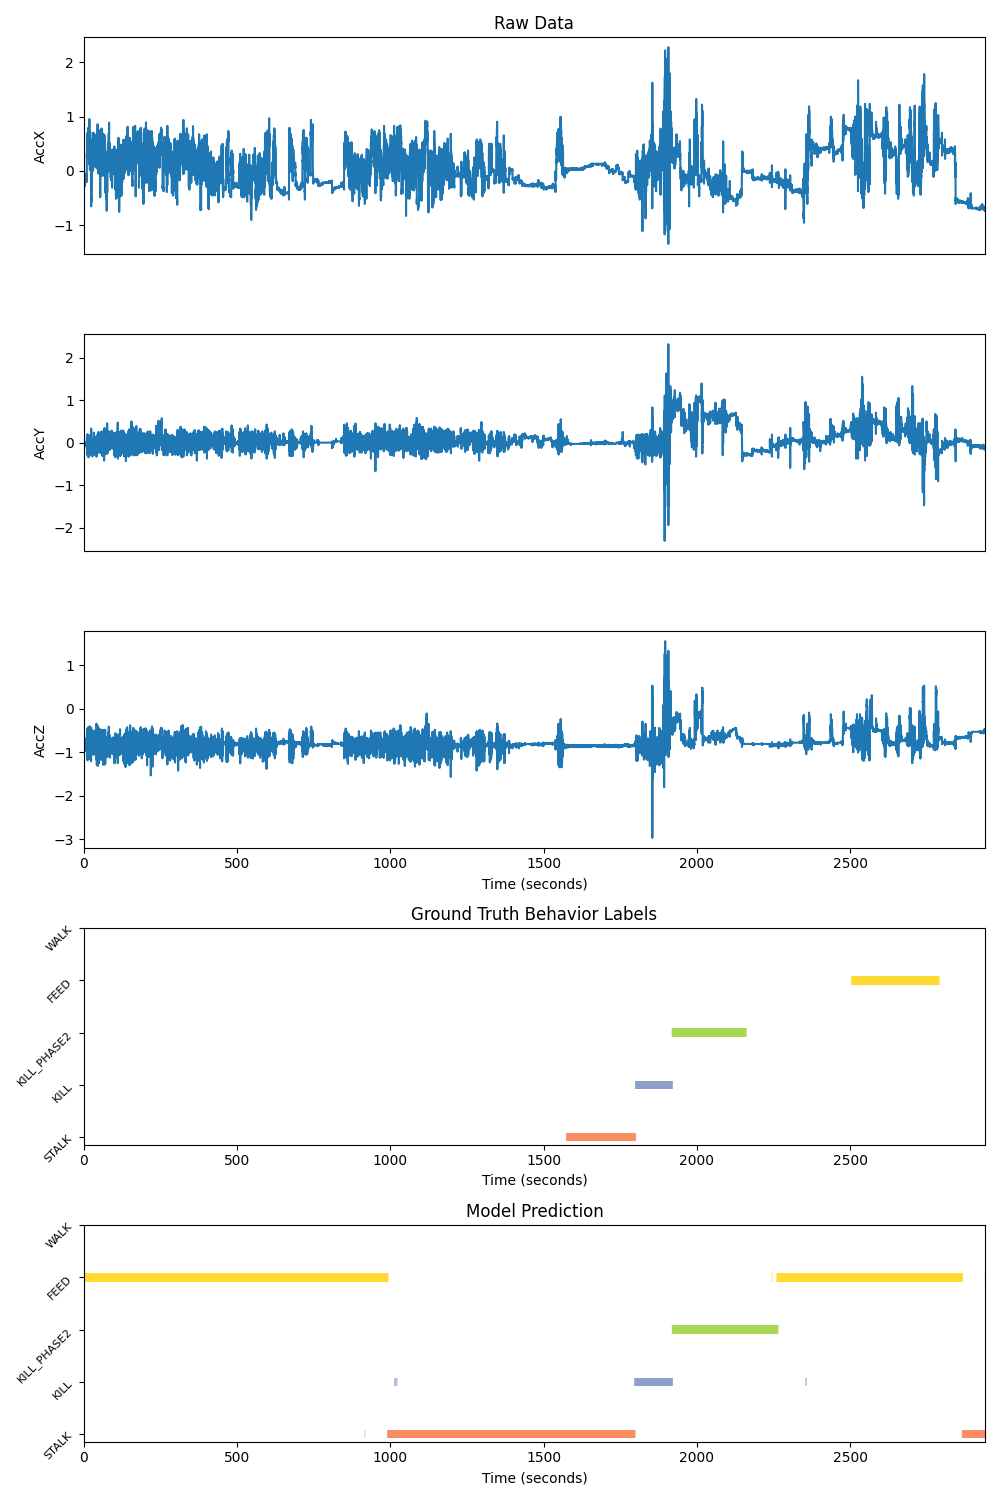 Raw Data
2
1
0
−1
AccX
2
1
0
−1
−2
AccY
1
0
−1
−2
−3
AccZ
0 500 1000 1500 2000 2500
Time (seconds)
Ground Truth Behavior Labels
WALK
FEED
KILL_PHASE2
KILL
STALK
0 500 1000 1500 2000 2500
Time (seconds)
Model Prediction
WALK
FEED
KILL_PHASE2
KILL
STALK
0 500 1000 1500 2000 2500
Time (seconds)